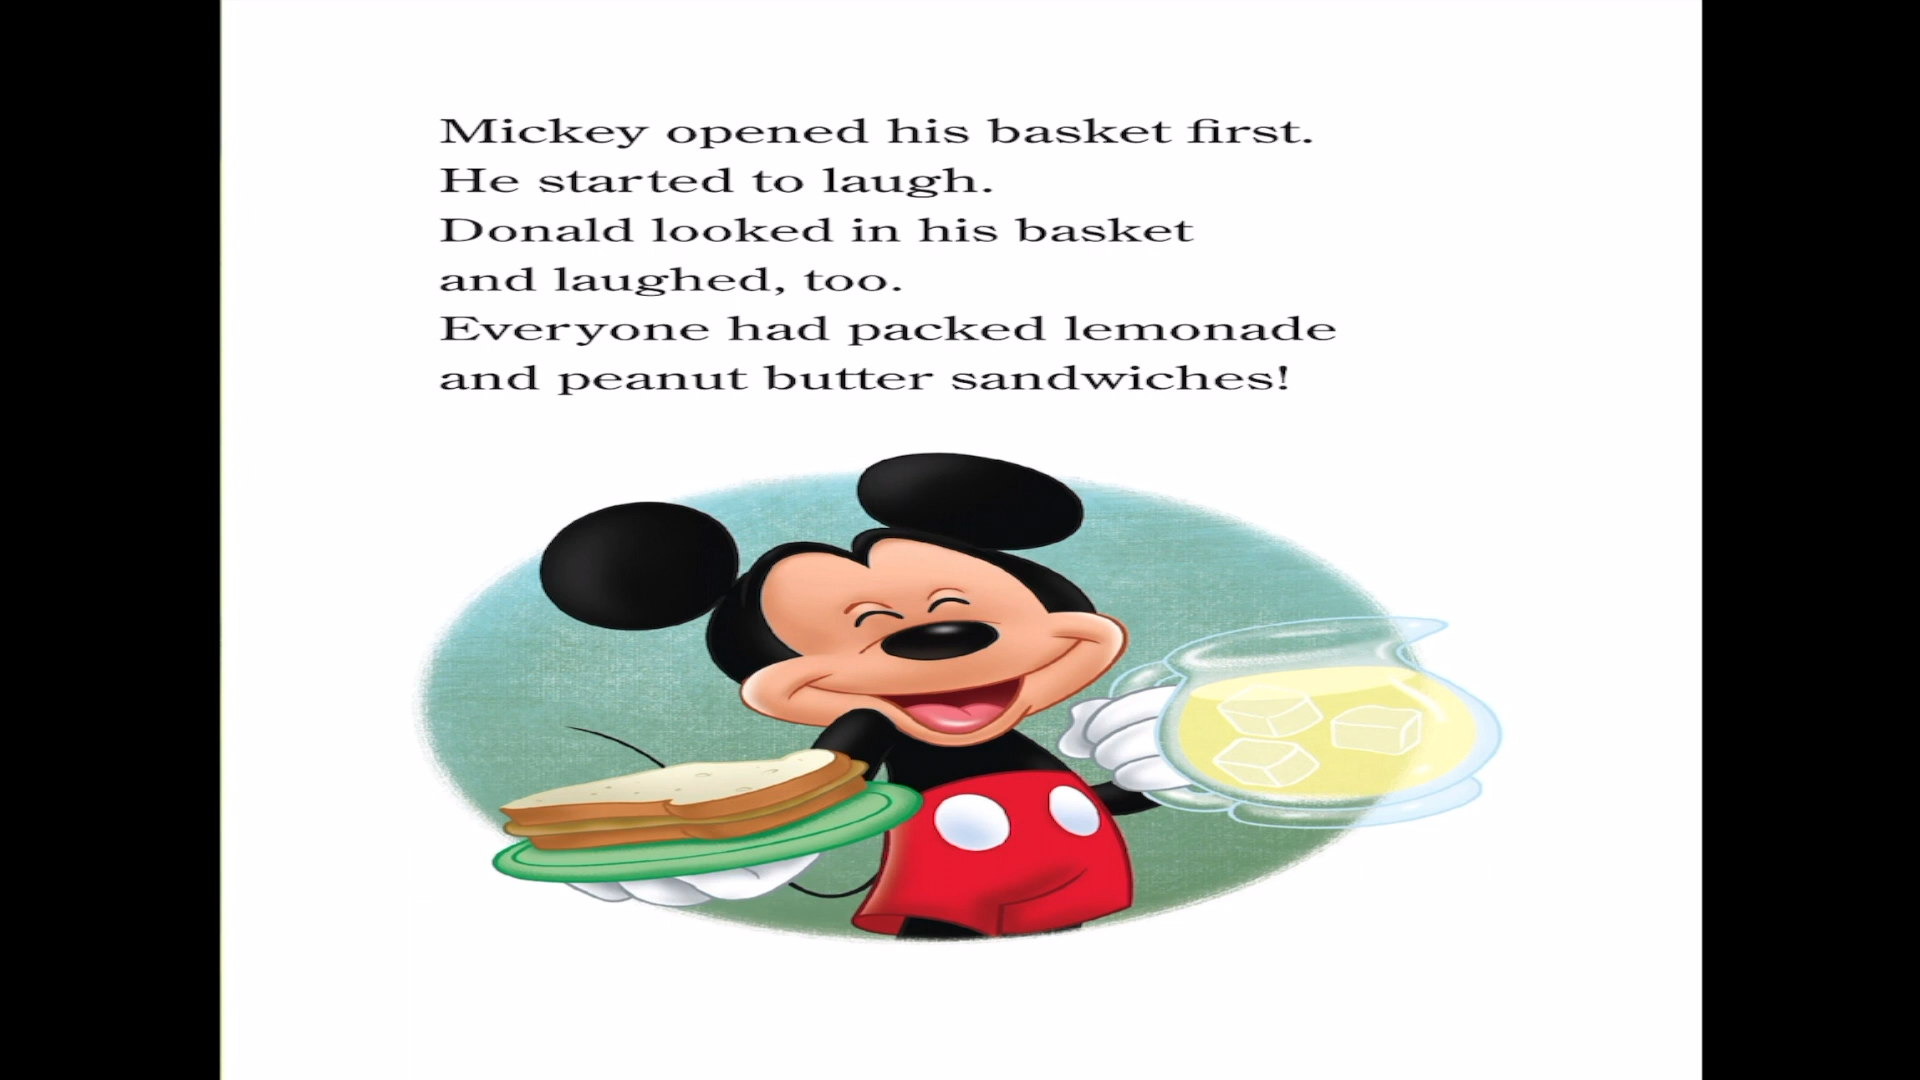 Mickey opened his basket first.
He started to laugh.
Donald looked in his basket
and laughed, too.
Everyone had packed lemonade
and peanut butter sandwiches!